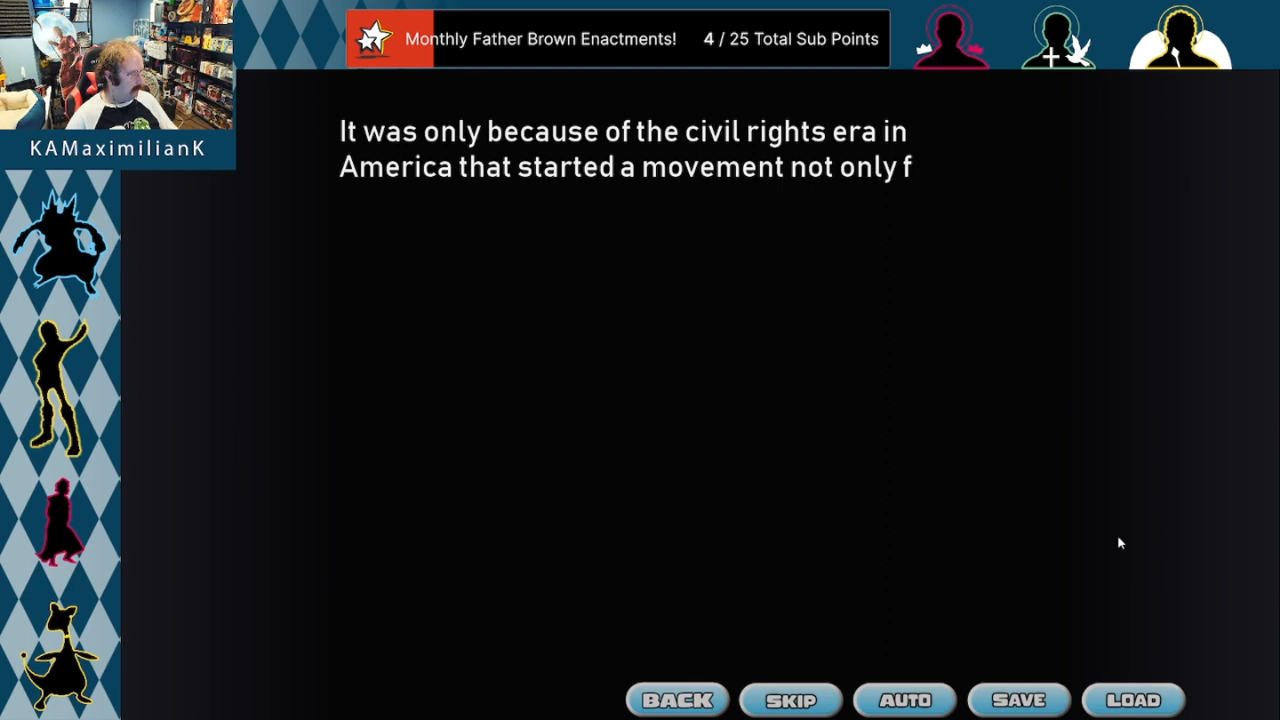 Monthly Father Brown Enactments! 4 / 25 Total Sub Points
KAMaximilianK
It was only because of the civil rights era in
America that started a movement not only f
BACK SKIP AUTO SAVE LOAD